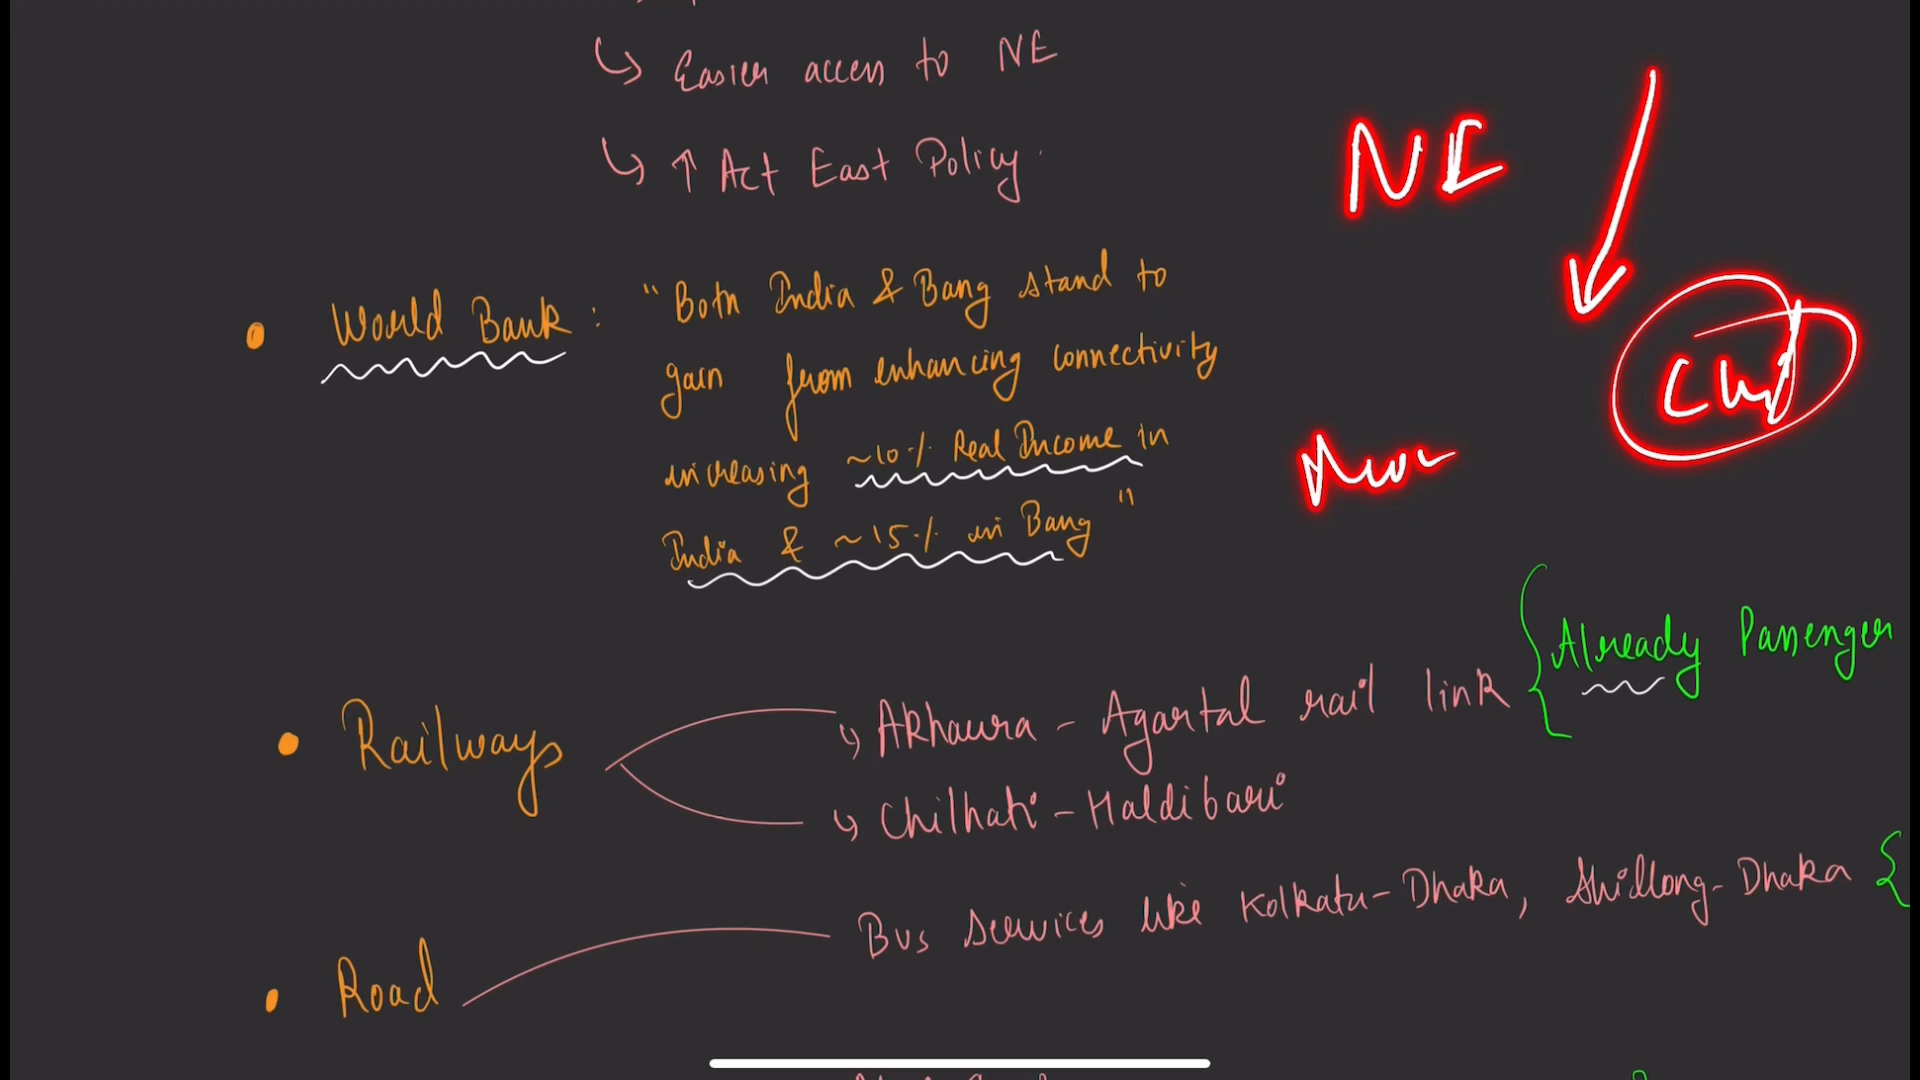 ↳ Easier access to NE
↳ ↑ Act East Policy.
NE
• World Bank : " Both India & Bang stand to
gain from enhancing connectivity
increasing ~10% Real Income in
India & ~15% in Bang "
• Railways
↳ Akhaura - Agartal rail link { Already Passenger
↳ Chilhati - Haldibari
• Road
Bus services like Kolkata - Dhaka, Shillong - Dhaka {